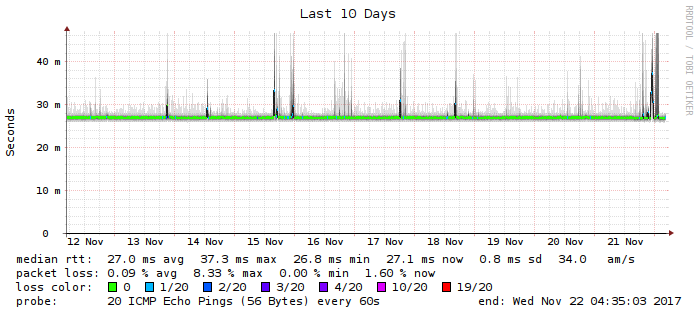 Last 10 Days
RRDTOOL / TOBI OETIKER
Seconds
40 m
30 m
20 m
10 m
0
12 Nov 13 Nov 14 Nov 15 Nov 16 Nov 17 Nov 18 Nov 19 Nov 20 Nov 21 Nov
median rtt: 27.0 ms avg 37.3 ms max 26.8 ms min 27.1 ms now 0.8 ms sd 34.0 am/s
packet loss: 0.09 % avg 8.33 % max 0.00 % min 1.60 % now
loss color: 0 1/20 2/20 3/20 4/20 10/20 19/20
probe: 20 ICMP Echo Pings (56 Bytes) every 60s end: Wed Nov 22 04:35:03 2017